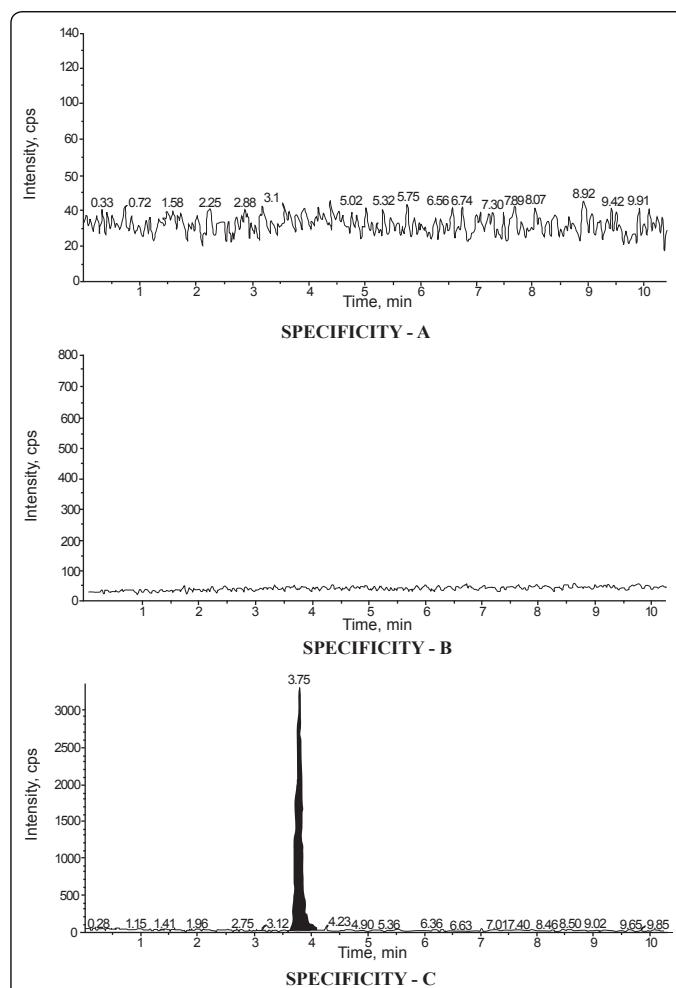 140
120
100
60
50
40
20
0
Intensity, cps
0.33 0.72 1.58 2.25 2.88 3.1 5.02 5.32 5.75 6.56 6.74 7.30 7.89 8.07 8.92 9.42 9.91
1 2 3 4 5 6 7 8 9 10
Time, min
SPECIFICITY - A
800
700
600
500
400
300
200
100
0
Intensity, cps
1 2 3 4 5 6 7 8 9 10
Time, min
SPECIFICITY - B
3.75
3000
2500
2000
1500
1000
500
0
Intensity, cps
0.28 1.15 1.41 1.96 2.75 3.12 4.23 4.90 5.36 6.36 6.63 7.01 7.40 8.46 8.50 9.02 9.65 9.85
1 2 3 4 5 6 7 8 9 10
Time, min
SPECIFICITY - C